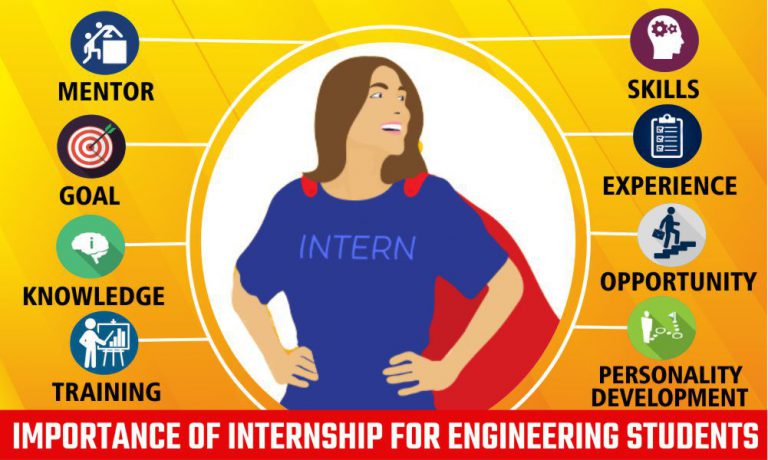 MENTOR
GOAL
KNOWLEDGE
TRAINING
INTERN
SKILLS
EXPERIENCE
OPPORTUNITY
PERSONALITY
DEVELOPMENT
IMPORTANCE OF INTERNSHIP FOR ENGINEERING STUDENTS